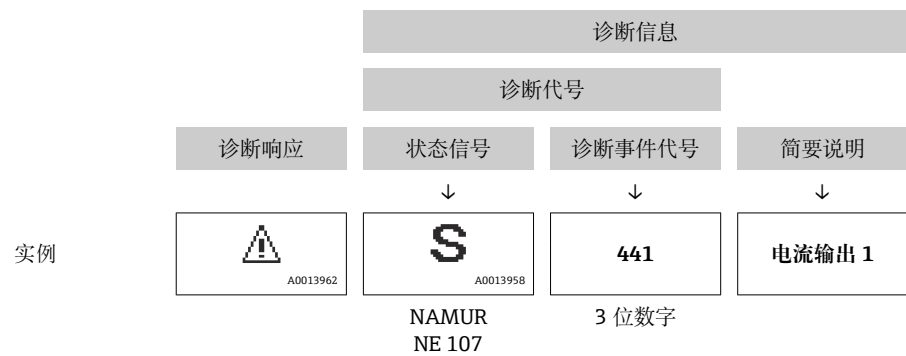 诊断信息
诊断代号
诊断响应 状态信号 诊断事件代号 简要说明
↓ ↓ ↓
实例 S 441 电流输出 1
A0013962 A0013958
NAMUR 3 位数字
NE 107